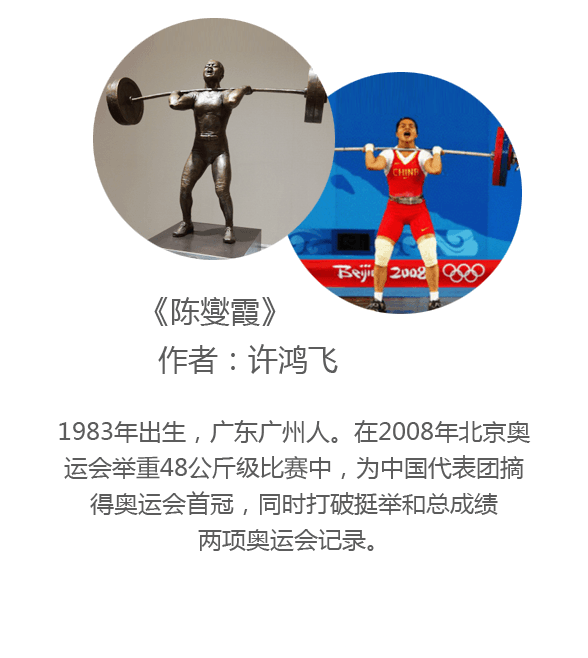 CHINA
Beijing 2008
《陈燮霞》
作者：许鸿飞
1983年出生，广东广州人。在2008年北京奥
运会举重48公斤级比赛中，为中国代表团摘
得奥运会首冠，同时打破挺举和总成绩
两项奥运会记录。